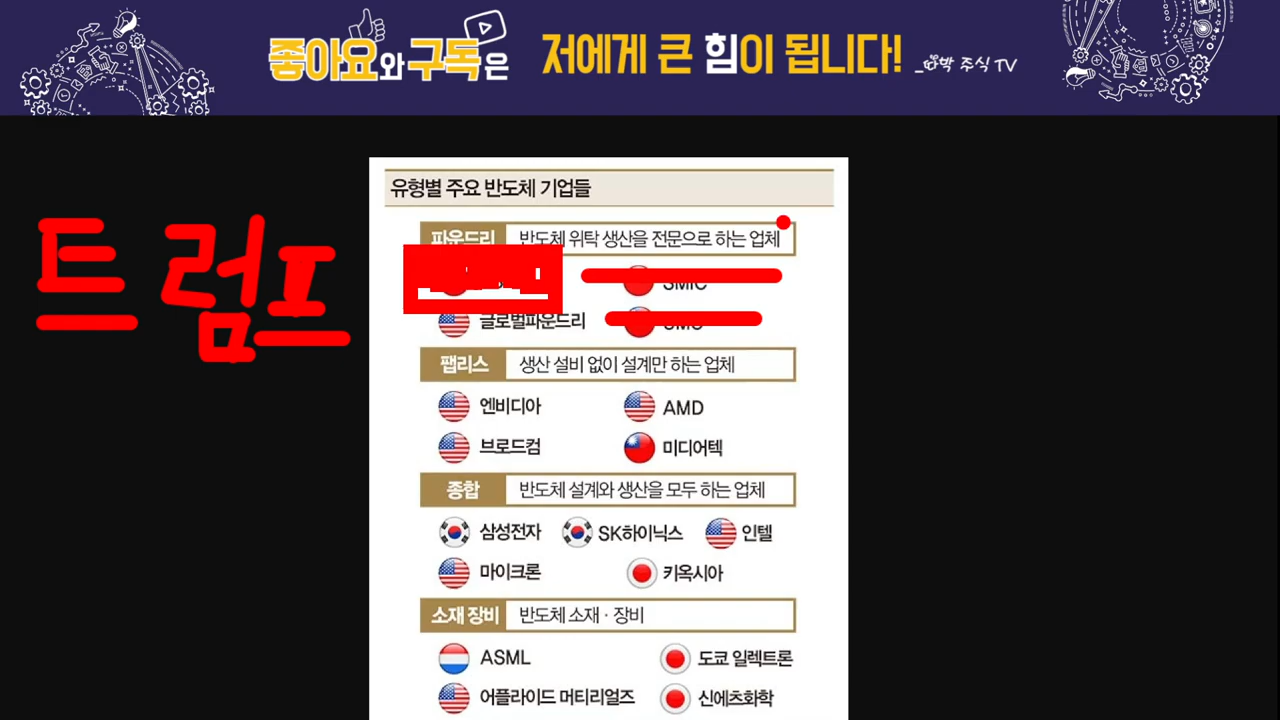 좋아요와 구독은 저에게 큰 힘이 됩니다!
박 주식 TV
트럼프
유형별 주요 반도체 기업들
파운드리 반도체 위탁 생산을 전문으로 하는 업체
SMIC
글로벌파운드리 UMC
팹리스 생산 설비 없이 설계만 하는 업체
엔비디아 AMD
브로드컴 미디어텍
종합 반도체 설계와 생산을 모두 하는 업체
삼성전자 SK하이닉스 인텔
마이크론 키옥시아
소재 장비 반도체 소재 · 장비
ASML 도쿄 일렉트론
어플라이드 머티리얼즈 신에츠화학